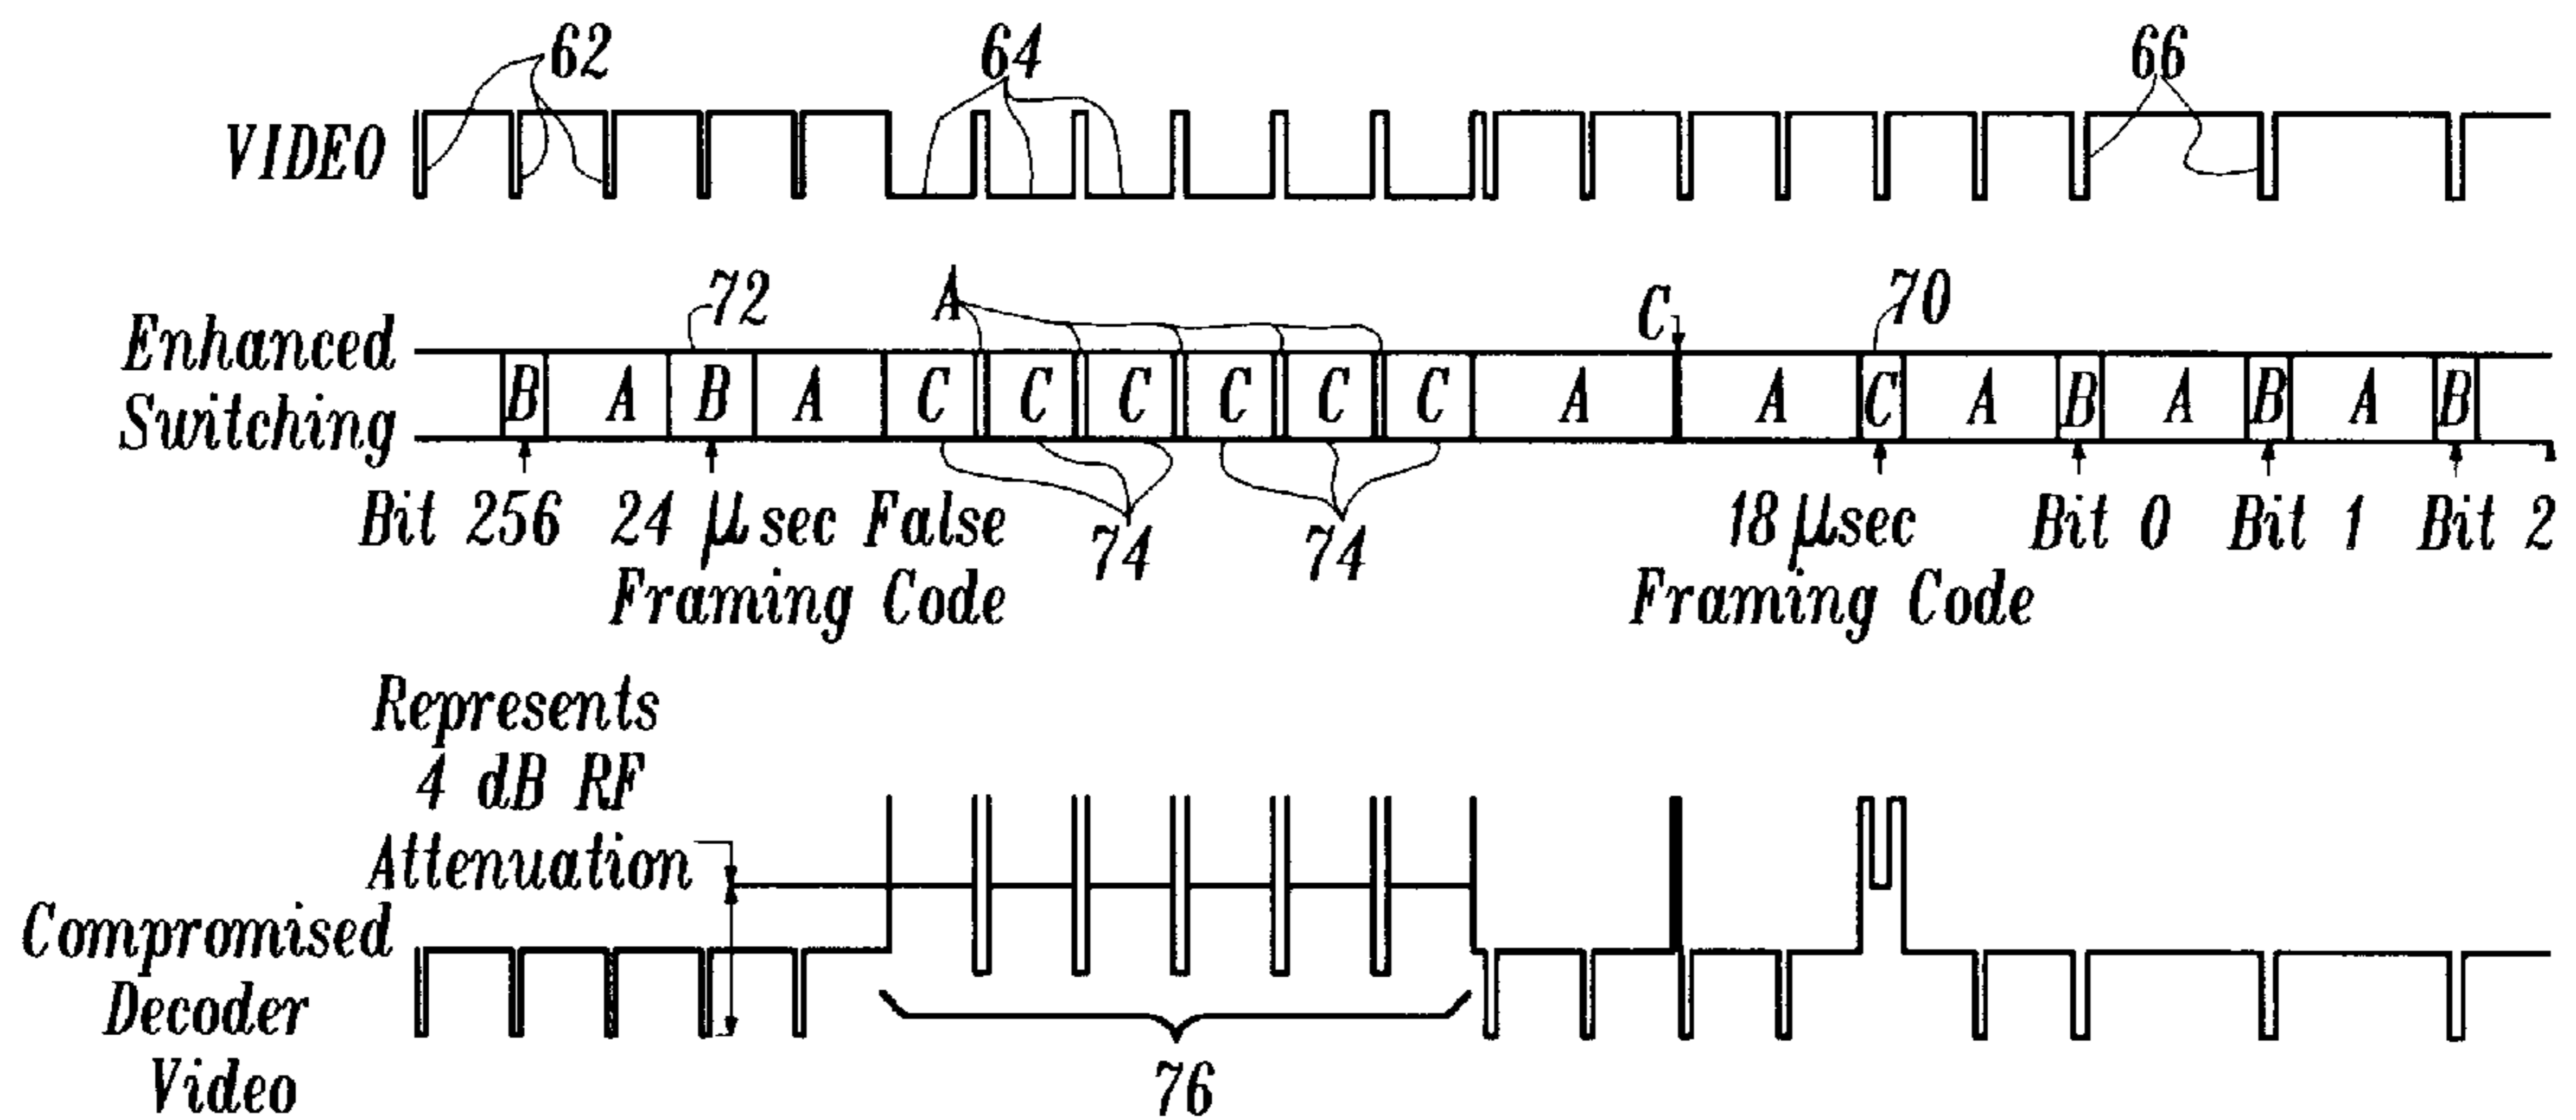 62
64
66
VIDEO
72
A
C
70
Enhanced
Switching
B A B A C C C C C C A A C A B A B A B
Bit 256
24 μsec False
Framing Code
74
74
18 μsec
Framing Code
Bit 0
Bit 1
Bit 2
Represents
4 dB RF
Attenuation
Compromised
Decoder
Video
76